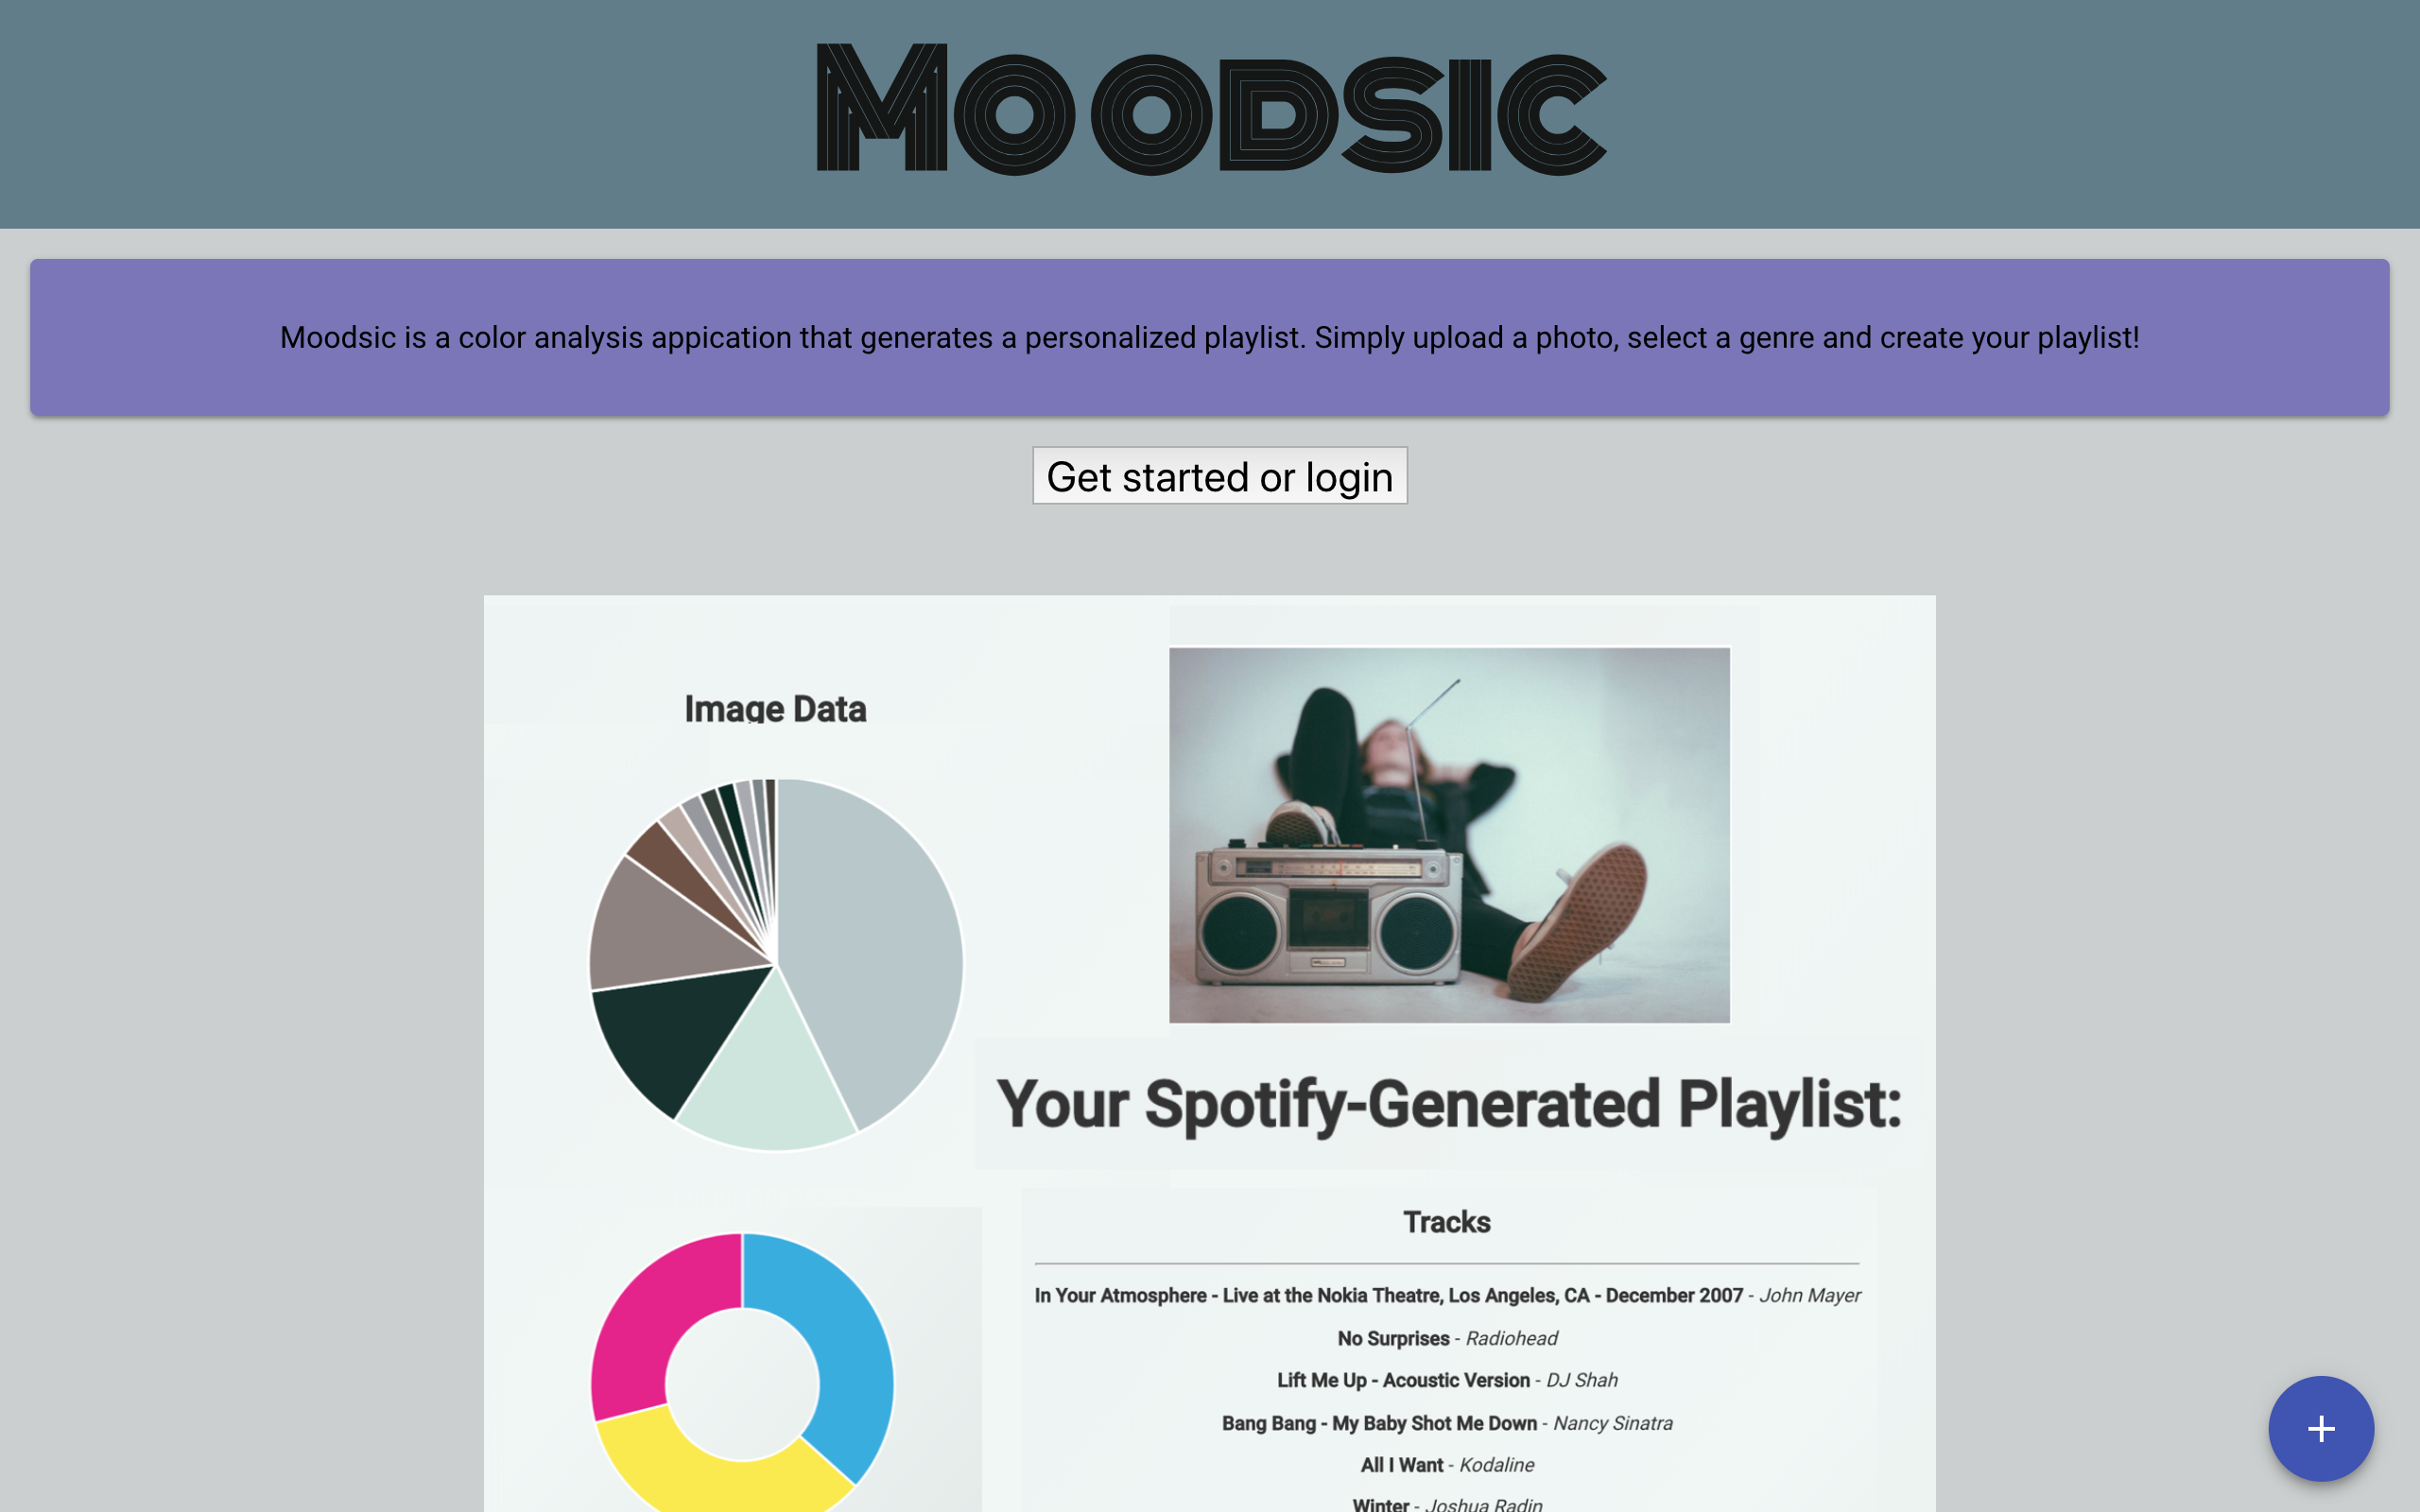 Moodsic
Moodsic is a color analysis appication that generates a personalized playlist. Simply upload a photo, select a genre and create your playlist!
Get started or login
Image Data
Your Spotify-Generated Playlist:
Tracks
In Your Atmosphere - Live at the Nokia Theatre, Los Angeles, CA - December 2007 - John Mayer
No Surprises - Radiohead
Lift Me Up - Acoustic Version - DJ Shah
Bang Bang - My Baby Shot Me Down - Nancy Sinatra
All I Want - Kodaline
Winter - Joshua Radin
+